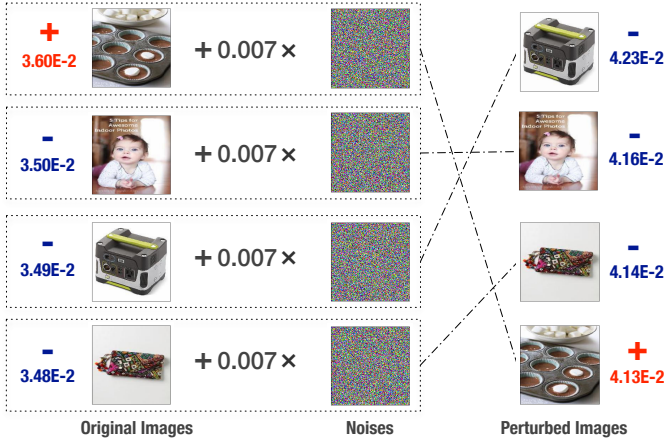 +
3.60E-2
+ 0.007 ×
-
4.23E-2
-
3.50E-2
5 Tips for
Awesome
Indoor Photos
+ 0.007 ×
5 Tips for
Awesome
Indoor Photos
-
4.16E-2
-
3.49E-2
+ 0.007 ×
-
4.14E-2
-
3.48E-2
+ 0.007 ×
+
4.13E-2
Original Images
Noises
Perturbed Images